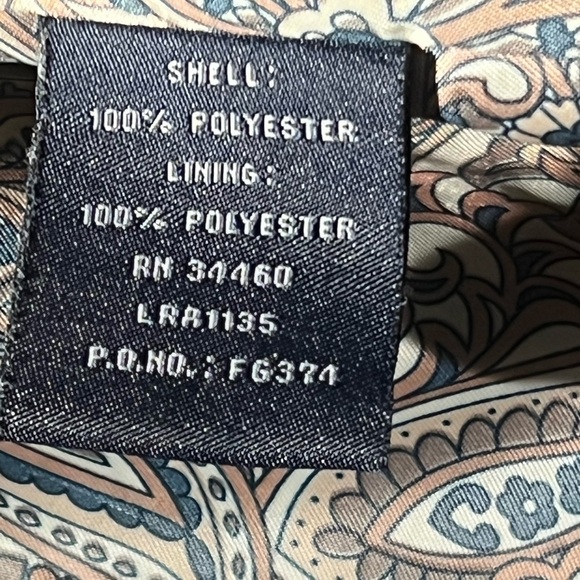 SHELL:
100% POLYESTER
LINING:
100% POLYESTER
RN 34460
LRA1135
P.O.NO.: FG374